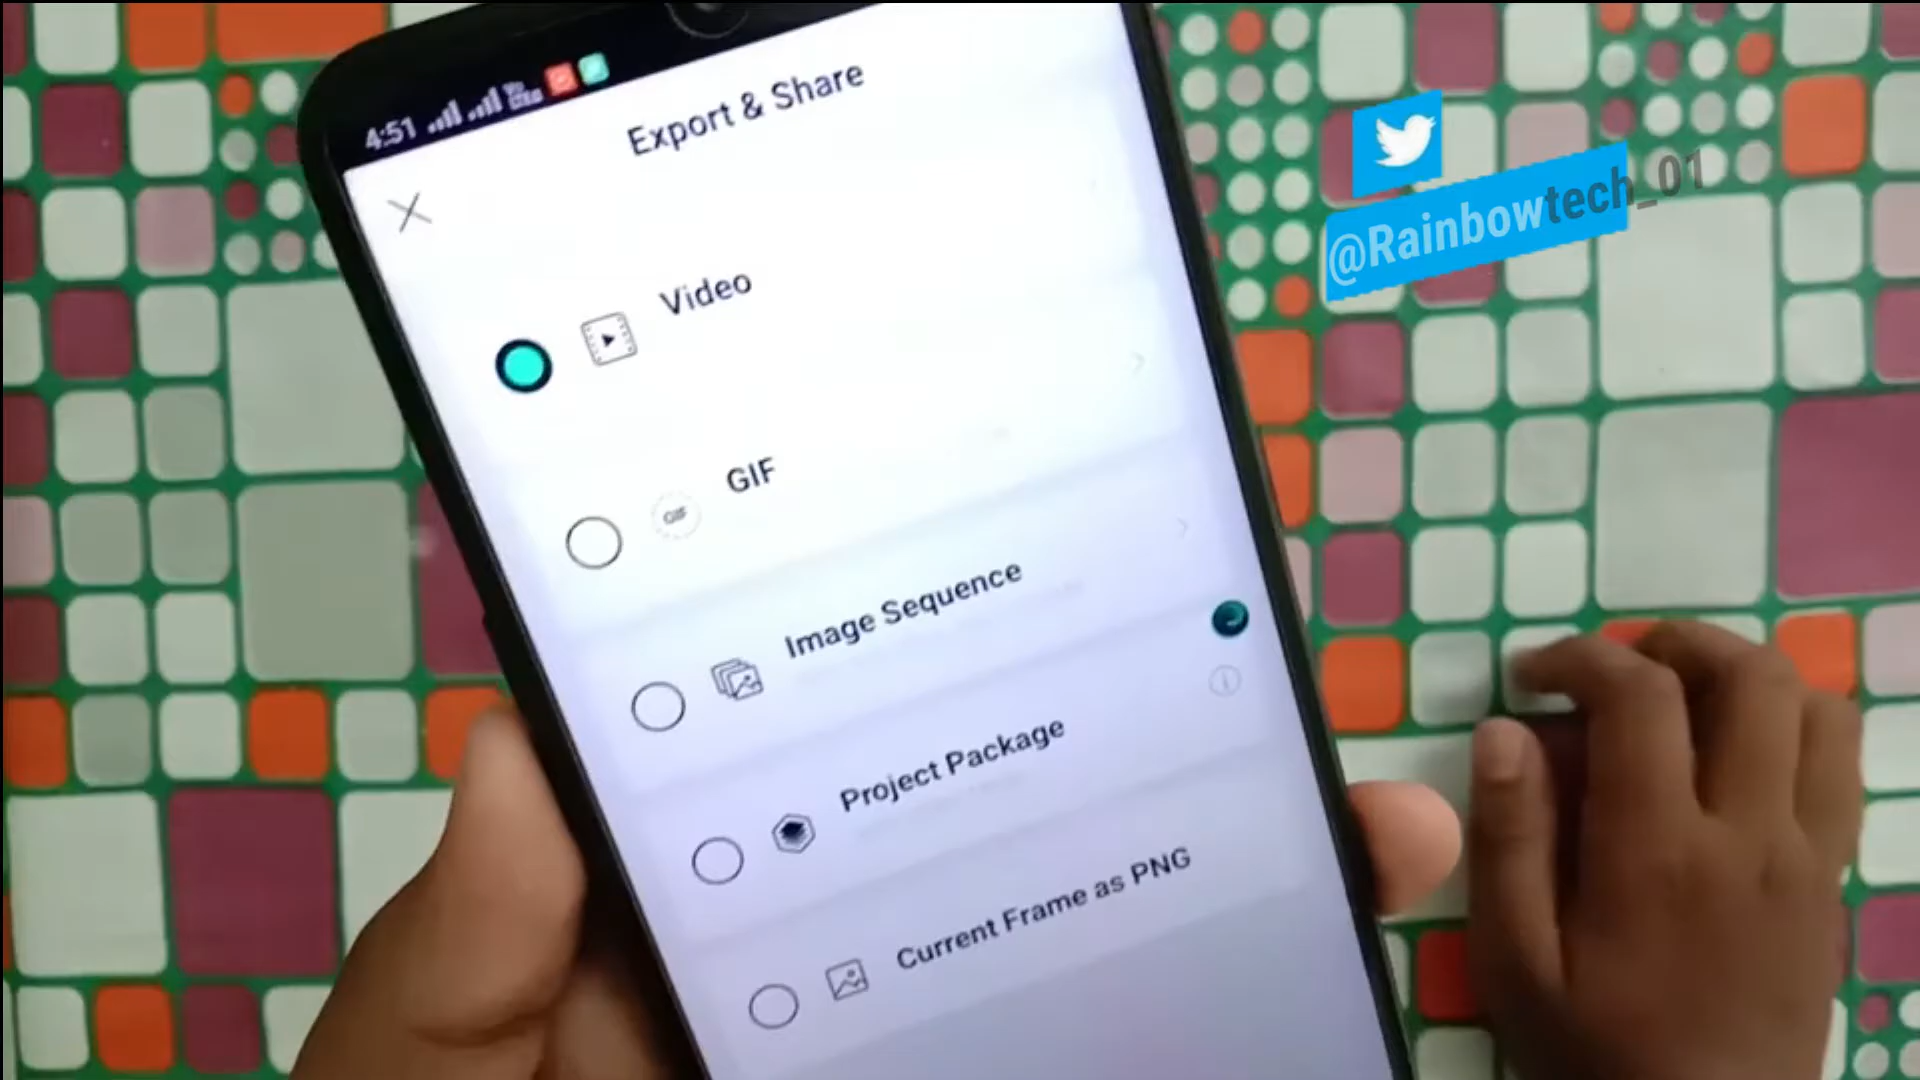 4:51
Export & Share
Video
GIF
GIF
Image Sequence
Project Package
Current Frame as PNG
@Rainbowtech_01